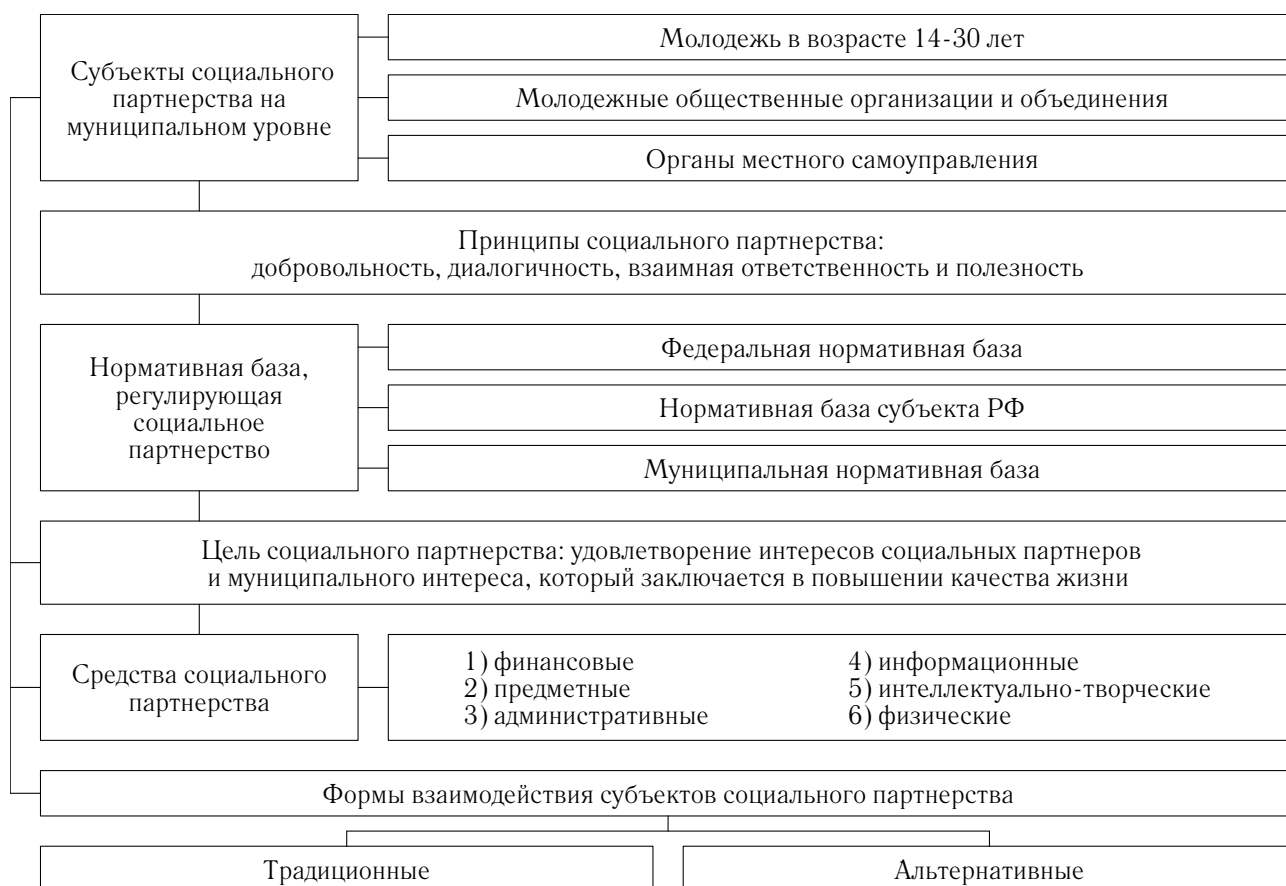 Субъекты социального
партнерства на
муниципальном уровне
Молодежь в возрасте 14-30 лет
Молодежные общественные организации и объединения
Органы местного самоуправления
Принципы социального партнерства:
добровольность, диалогичность, взаимная ответственность и полезность
Нормативная база,
регулирующая
социальное
партнерство
Федеральная нормативная база
Нормативная база субъекта РФ
Муниципальная нормативная база
Цель социального партнерства: удовлетворение интересов социальных партнеров
и муниципального интереса, который заключается в повышении качества жизни
Средства социального
партнерства
1) финансовые
2) предметные
3) административные
4) информационные
5) интеллектуально-творческие
6) физические
Формы взаимодействия субъектов социального партнерства
Традиционные
Альтернативные